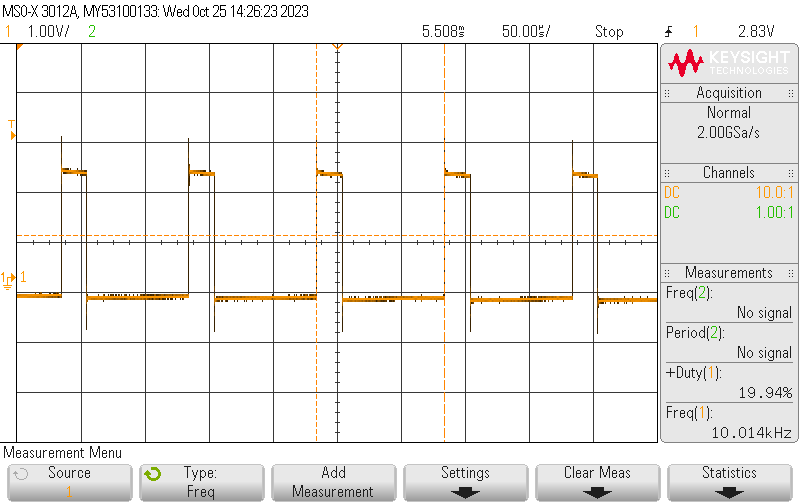 MSO-X 3012A, MY53100133: Wed Oct 25 14:26:23 2023
1 1.00V/ 2 5.508ms 50.00us/ Stop 1 2.83V
KEYSIGHT
TECHNOLOGIES
Acquisition
Normal
2.00GSa/s
Channels
DC 10.0:1
DC 1.00:1
Measurements
Freq(2):
No signal
Period(2):
No signal
+Duty(1):
19.94%
Freq(1):
10.014kHz
T
1 1
Measurement Menu
Source
1
Type:
Freq
Add
Measurement
Settings
Clear Meas
Statistics